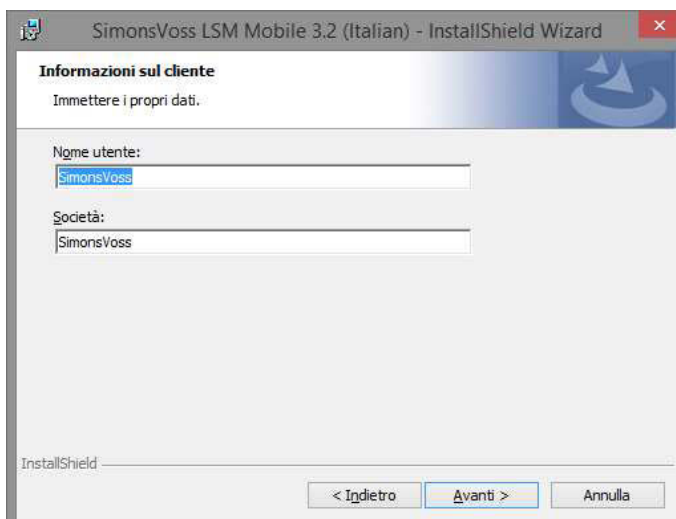 SimonsVoss LSM Mobile 3.2 (Italian) - InstallShield Wizard
Informazioni sul cliente
Immettere i propri dati.
Nome utente:
SimonsVoss
Società:
SimonsVoss
InstallShield
< Indietro Avanti > Annulla